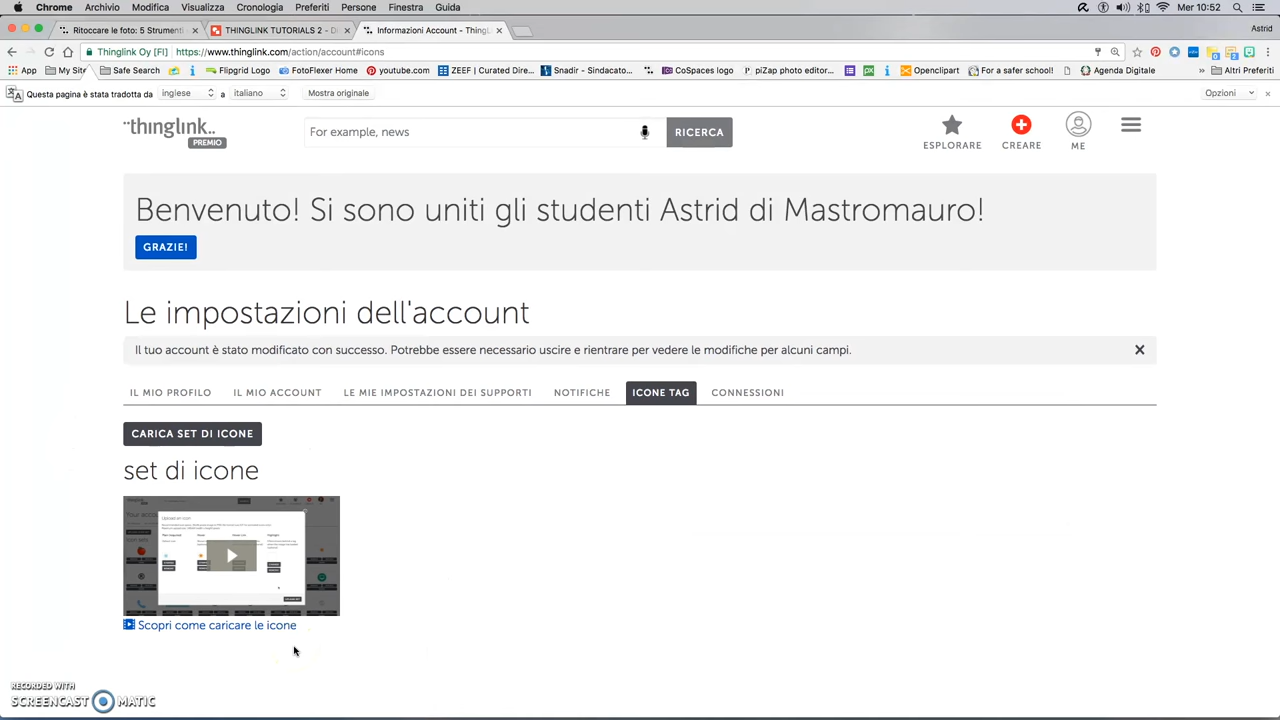 Chrome Archivio Modifica Visualizza Cronologia Preferiti Persone Finestra Guida Mer 10:52
Ritoccare le foto: 5 Strumenti THINGLINK TUTORIALS 2 - D Informazioni Account - ThingL Astrid
Thinglink Oy [FI] https://www.thinglink.com/action/account#icons
App My Site Safe Search Flipgrid Logo FotoFlexer Home youtube.com ZEEF | Curated Dire... Snadir - Sindacato... CoSpaces logo piZap photo editor... Openclipart For a safer school! Agenda Digitale » Altri Preferiti
Questa pagina è stata tradotta da inglese a italiano Mostra originale Opzioni
thinglink..
PREMIO
For example, news
RICERCA
ESPLORARE CREARE ME
Benvenuto! Si sono uniti gli studenti Astrid di Mastromauro!
GRAZIE!
Le impostazioni dell'account
Il tuo account è stato modificato con successo. Potrebbe essere necessario uscire e rientrare per vedere le modifiche per alcuni campi.
IL MIO PROFILO IL MIO ACCOUNT LE MIE IMPOSTAZIONI DEI SUPPORTI NOTIFICHE ICONE TAG CONNESSIONI
CARICA SET DI ICONE
set di icone
Scopri come caricare le icone
RECORDED WITH
SCREENCAST MATIC